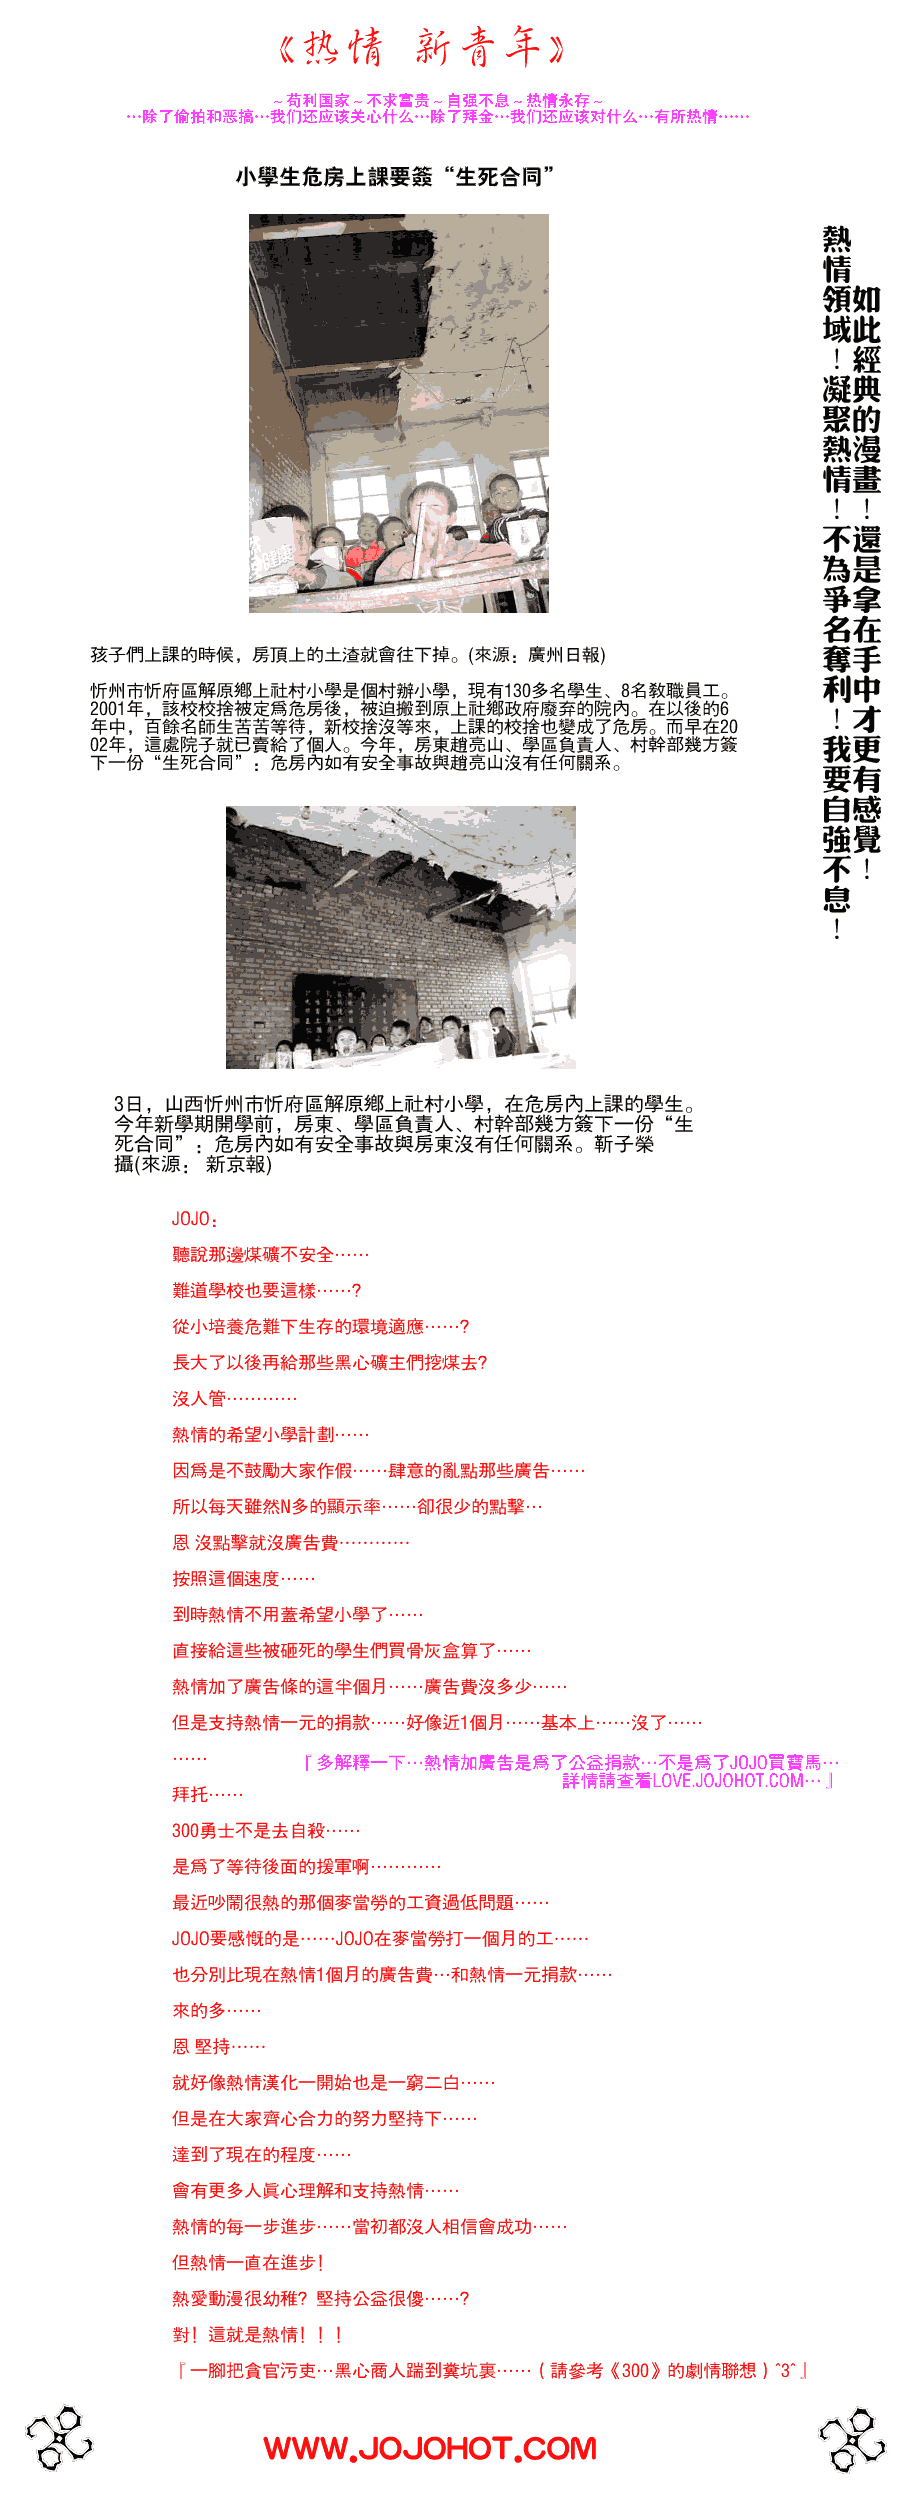 《热情 新青年》
～苟利国家～不求富贵～自强不息～热情永存～
…除了偷拍和恶搞…我们还应该关心什么…除了拜金…我们还应该对什么…有所热情……
小學生危房上課要簽“生死合同”
如此經典的漫畫！還是拿在手中才更有感覺！
熱情領域！凝聚熱情！不為爭名奪利！我要自強不息！
孩子們上課的時候，房頂上的土渣就會往下掉。(來源：廣州日報)
忻州市忻府區解原鄉上社村小學是個村辦小學，現有130多名學生、8名教職員工。
2001年，該校校捨被定爲危房後，被迫搬到原上社鄉政府廢弃的院內。在以後的6
年中，百餘名師生苦苦等待，新校捨沒等來，上課的校捨也變成了危房。而早在20
02年，這處院子就已賣給了個人。今年，房東趙亮山、學區負責人、村幹部幾方簽
下一份“生死合同”：危房內如有安全事故與趙亮山沒有任何關系。
3日，山西忻州市忻府區解原鄉上社村小學，在危房內上課的學生。
今年新學期開學前，房東、學區負責人、村幹部幾方簽下一份“生
死合同”：危房內如有安全事故與房東沒有任何關系。靳子榮
攝(來源： 新京報)
JOJO：
聽說那邊煤礦不安全……
難道學校也要這樣……?
從小培養危難下生存的環境適應……?
長大了以後再給那些黑心礦主們挖煤去?
沒人管…………
熱情的希望小學計劃……
因爲是不鼓勵大家作假……肆意的亂點那些廣告……
所以每天雖然N多的顯示率……卻很少的點擊…
恩 沒點擊就沒廣告費…………
按照這個速度……
到時熱情不用蓋希望小學了……
直接給這些被砸死的學生們買骨灰盒算了……
熱情加了廣告條的這半個月……廣告費沒多少……
但是支持熱情一元的捐款……好像近1個月……基本上……沒了……
……
『多解釋一下…熱情加廣告是爲了公益捐款…不是爲了JOJO買寶馬…
詳情請查看LOVE.JOJOHOT.COM…』
拜托……
300勇士不是去自殺……
是爲了等待後面的援軍啊…………
最近吵鬧很熱的那個麥當勞的工資過低問題……
JOJO要感慨的是……JOJO在麥當勞打一個月的工……
也分別比現在熱情1個月的廣告費…和熱情一元捐款……
來的多……
恩 堅持……
就好像熱情漢化一開始也是一窮二白……
但是在大家齊心合力的努力堅持下……
達到了現在的程度……
會有更多人眞心理解和支持熱情……
熱情的每一步進步……當初都沒人相信會成功……
但熱情一直在進步！
熱愛動漫很幼稚？堅持公益很傻……?
對！這就是熱情！！！
『一腳把貪官污吏…黑心商人踹到糞坑裏……（請參考《300》的劇情聯想）^3^』
WWW.JOJOHOT.COM